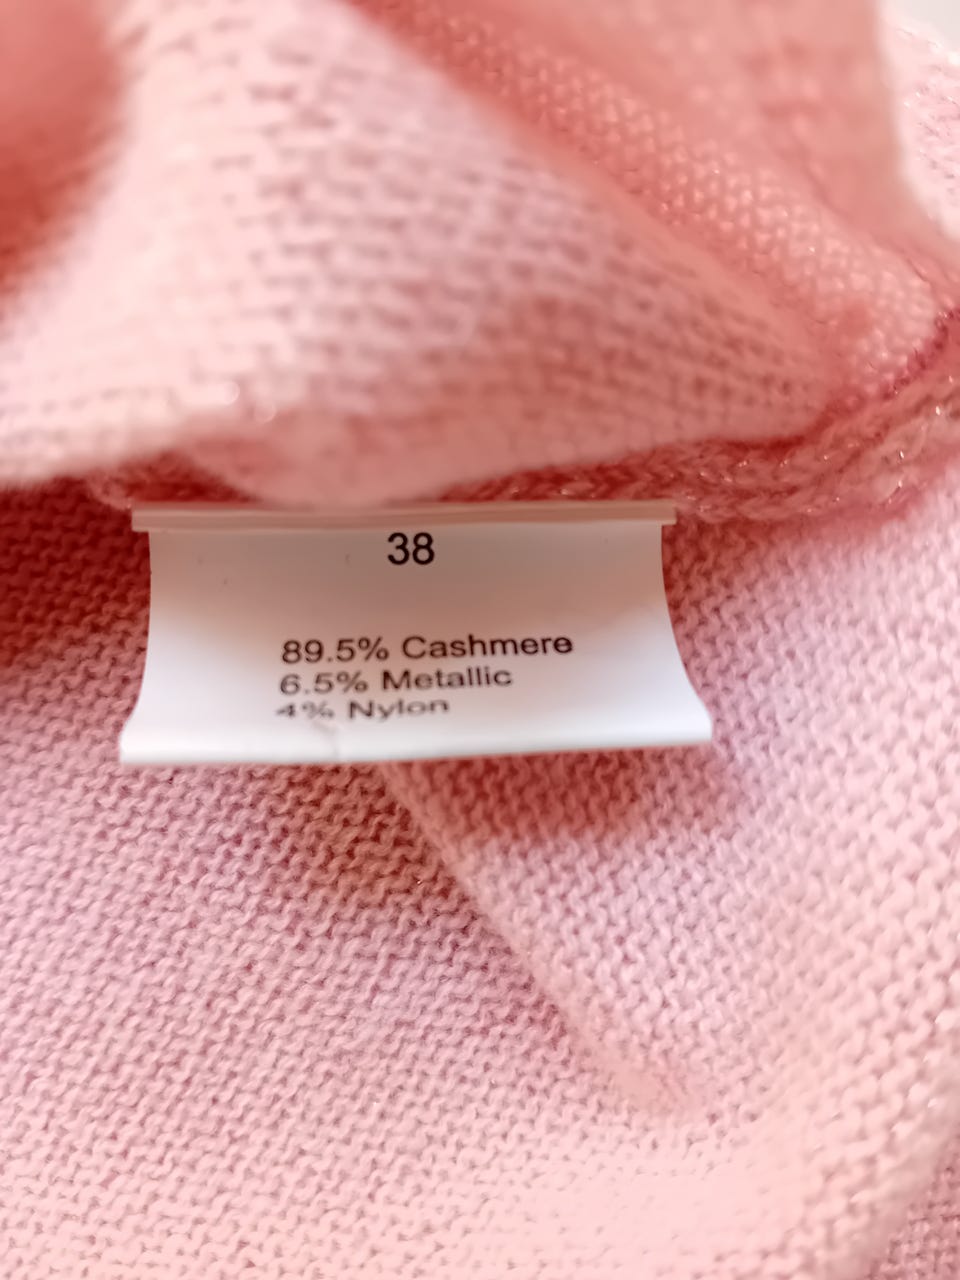 38
89.5% Cashmere
6.5% Metallic
4% Nylon